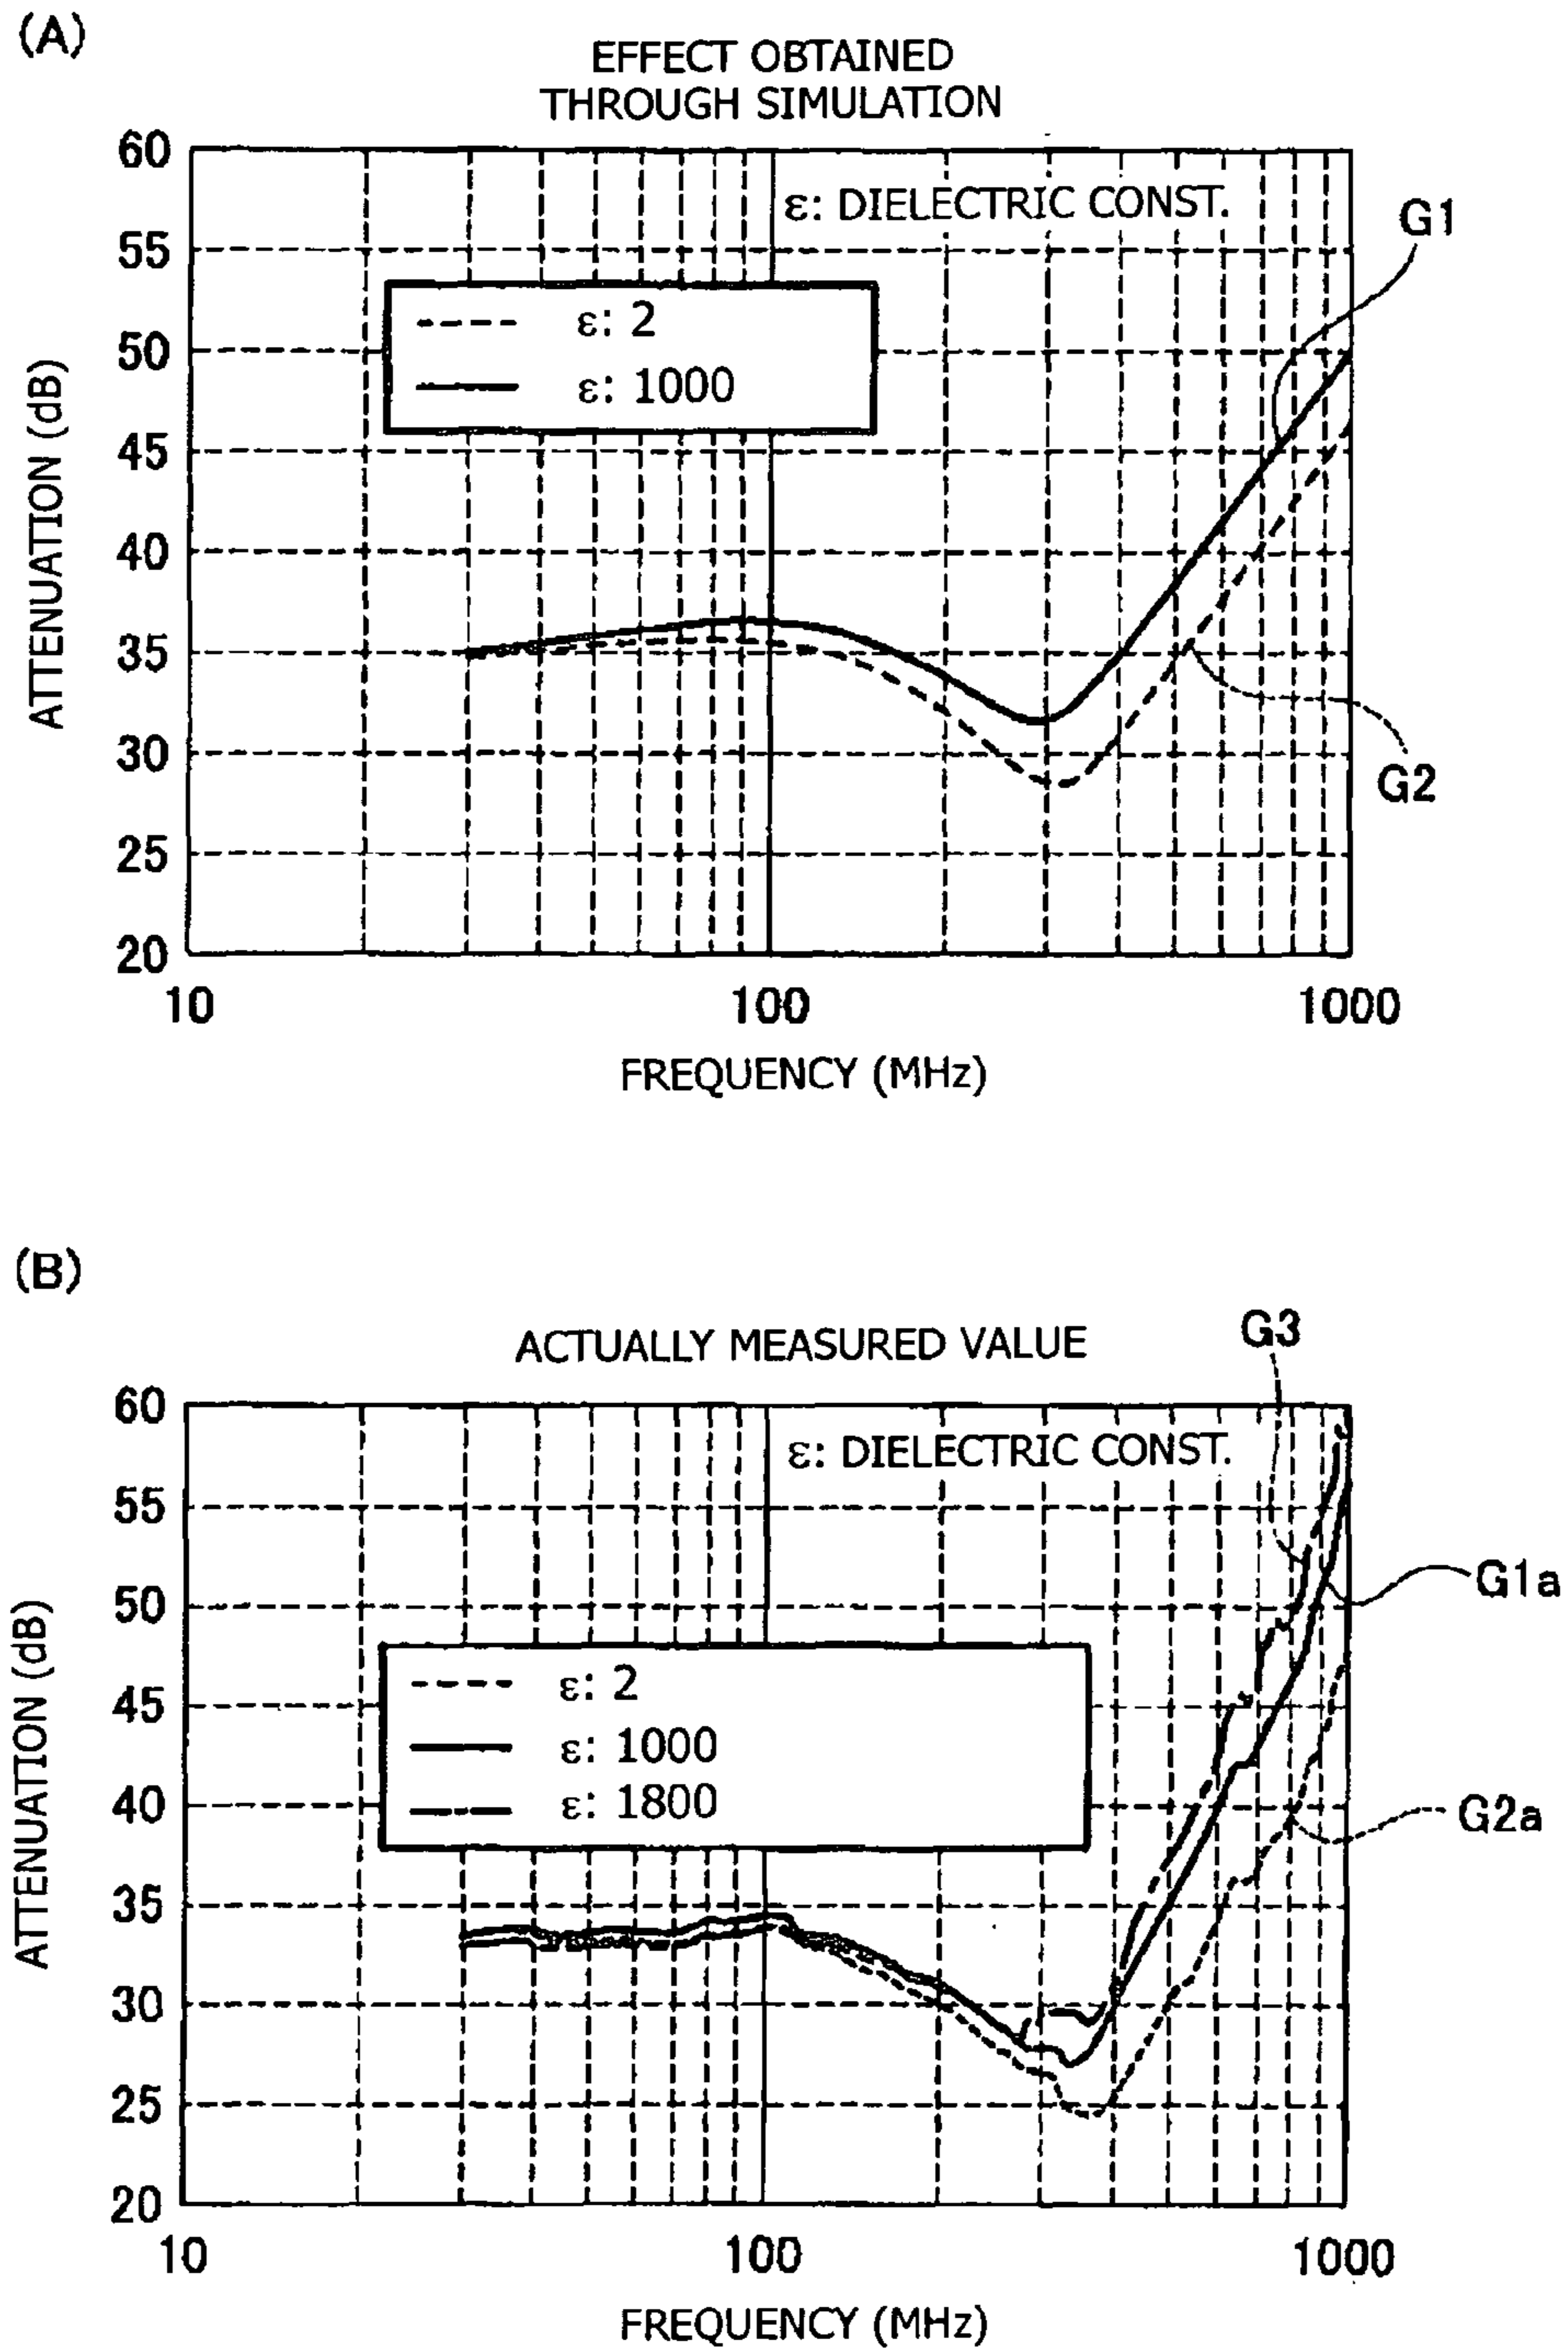 (A)
EFFECT OBTAINED
THROUGH SIMULATION
60
ε: DIELECTRIC CONST.
G1
55
ε: 2
50
ε: 1000
45
40
35
30
G2
25
20
ATTENUATION (dB)
10 100 1000
FREQUENCY (MHz)
(B)
G3
ACTUALLY MEASURED VALUE
60
ε: DIELECTRIC CONST.
55
G1a
50
ε: 2
45
ε: 1000
ε: 1800
40
G2a
35
30
25
20
ATTENUATION (dB)
10 100 1000
FREQUENCY (MHz)